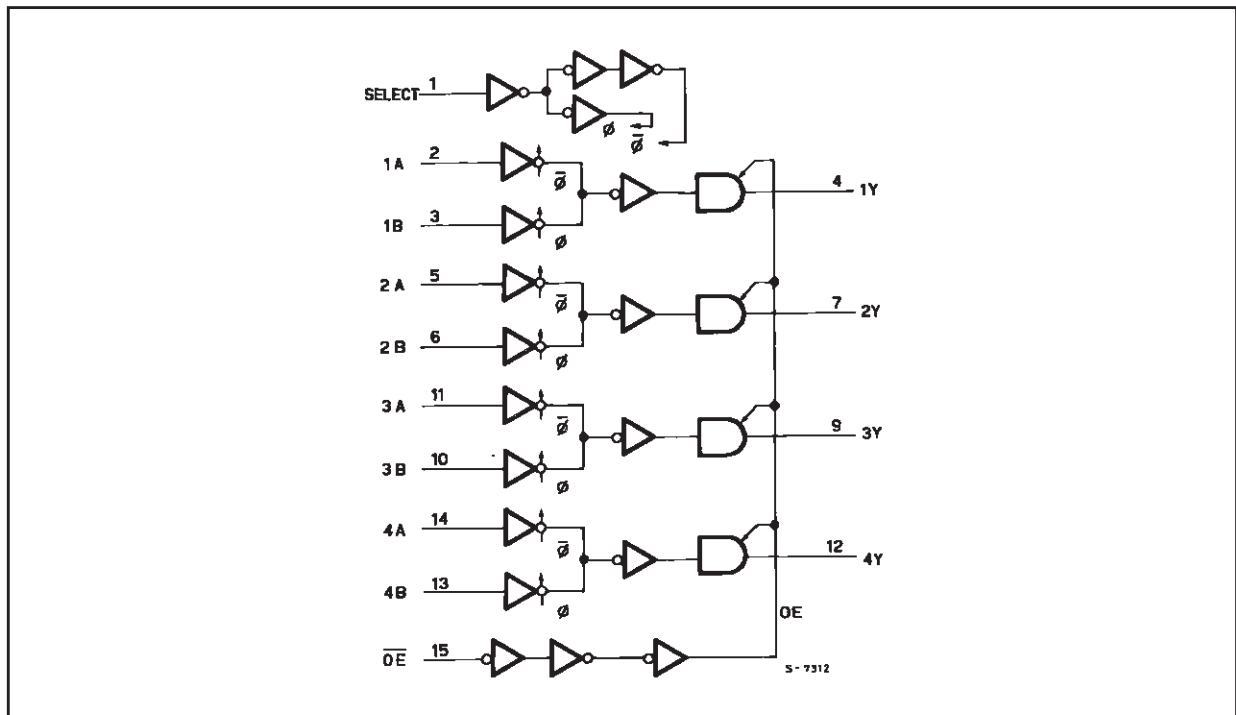 SELECT 1
Ø
Ø̅
1A 2
Ø̅
4 1Y
1B 3
Ø
2A 5
Ø̅
7 2Y
2B 6
Ø
3A 11
Ø̅
9 3Y
3B 10
Ø
4A 14
Ø̅
12 4Y
4B 13
Ø
OE
O̅E̅ 15
S-7312